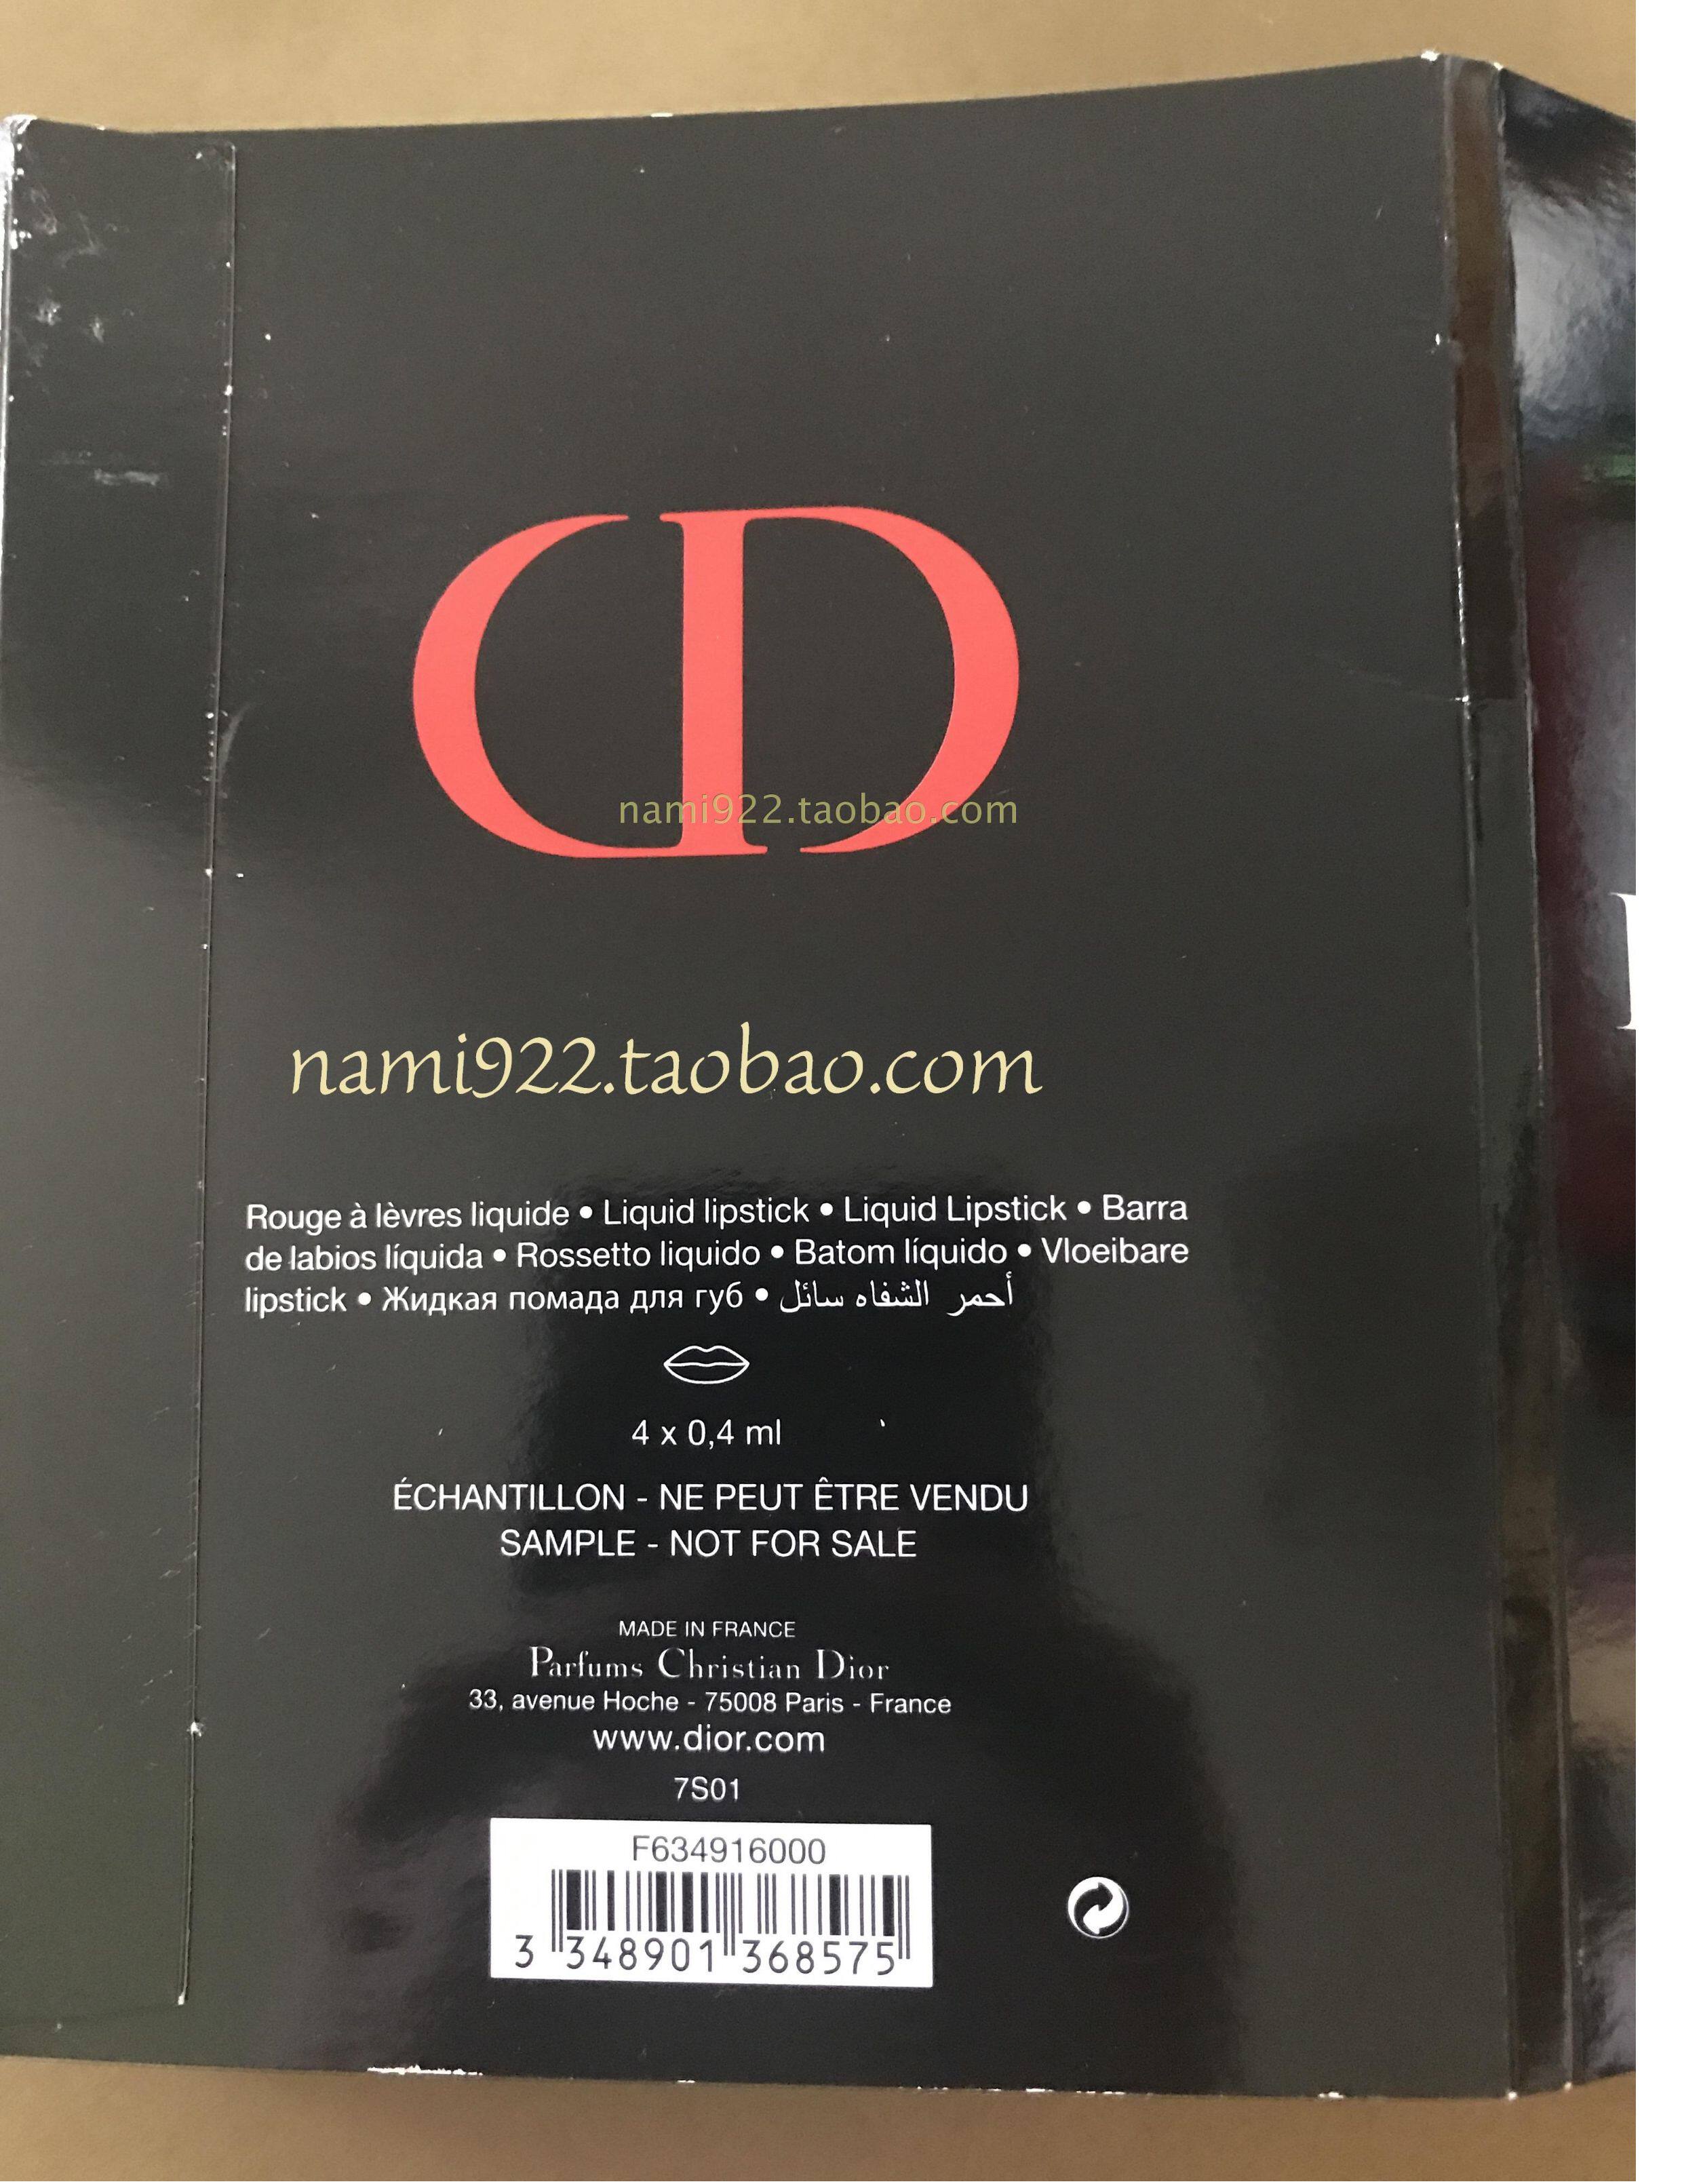 CD
nami922.taobao.com
nami922.taobao.com
Rouge à lèvres liquide • Liquid lipstick • Liquid Lipstick • Barra
de labios líquida • Rossetto liquido • Batom líquido • Vloeibare
lipstick • Жидкая помада для губ • أحمر الشفاه سائل
4 x 0,4 ml
ÉCHANTILLON - NE PEUT ÊTRE VENDU
SAMPLE - NOT FOR SALE
MADE IN FRANCE
Parfums Christian Dior
33, avenue Hoche - 75008 Paris - France
www.dior.com
7S01
F634916000
3 348901 368575